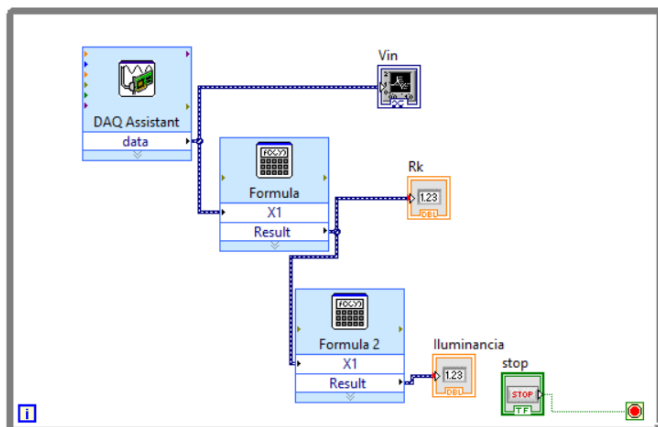 Vin
DAQ Assistant
data
Rk
Formula
X1
Result
1.23
DBL
Formula 2
X1
Result
Iluminancia
1.23
DBL
stop
STOP
TF
i